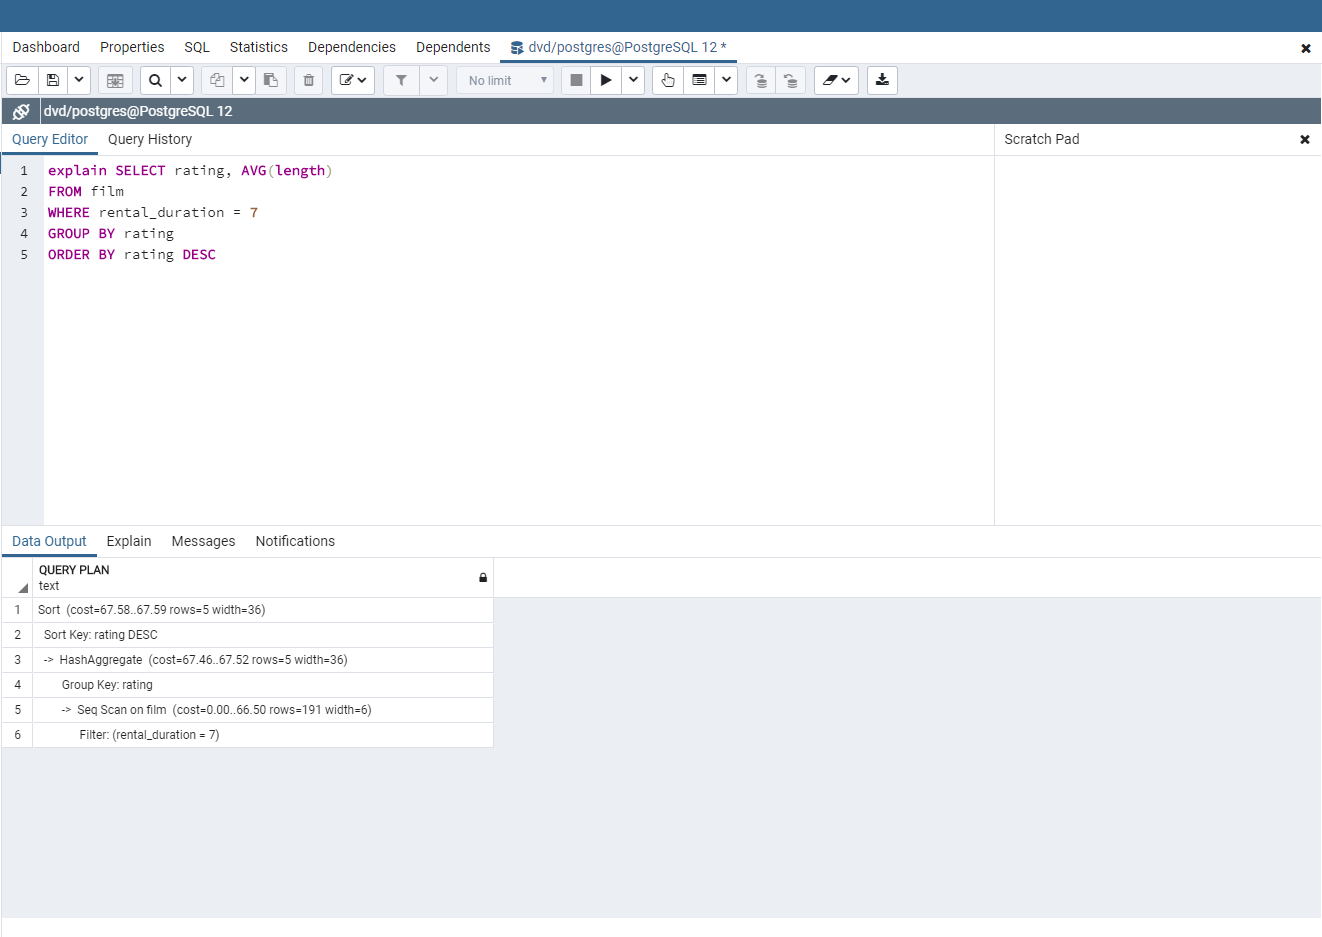 Dashboard Properties SQL Statistics Dependencies Dependents dvd/postgres@PostgreSQL 12 *
No limit
dvd/postgres@PostgreSQL 12
Query Editor Query History Scratch Pad
1 explain SELECT rating, AVG(length)
2 FROM film
3 WHERE rental_duration = 7
4 GROUP BY rating
5 ORDER BY rating DESC
Data Output Explain Messages Notifications
QUERY PLAN
text
1 Sort (cost=67.58..67.59 rows=5 width=36)
2 Sort Key: rating DESC
3 -> HashAggregate (cost=67.46..67.52 rows=5 width=36)
4 Group Key: rating
5 -> Seq Scan on film (cost=0.00..66.50 rows=191 width=6)
6 Filter: (rental_duration = 7)